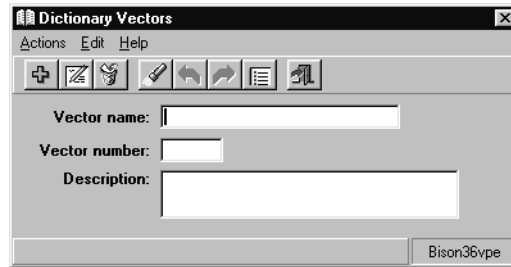 Dictionary Vectors
Actions Edit Help
Vector name:
Vector number:
Description:
Bison36vpe